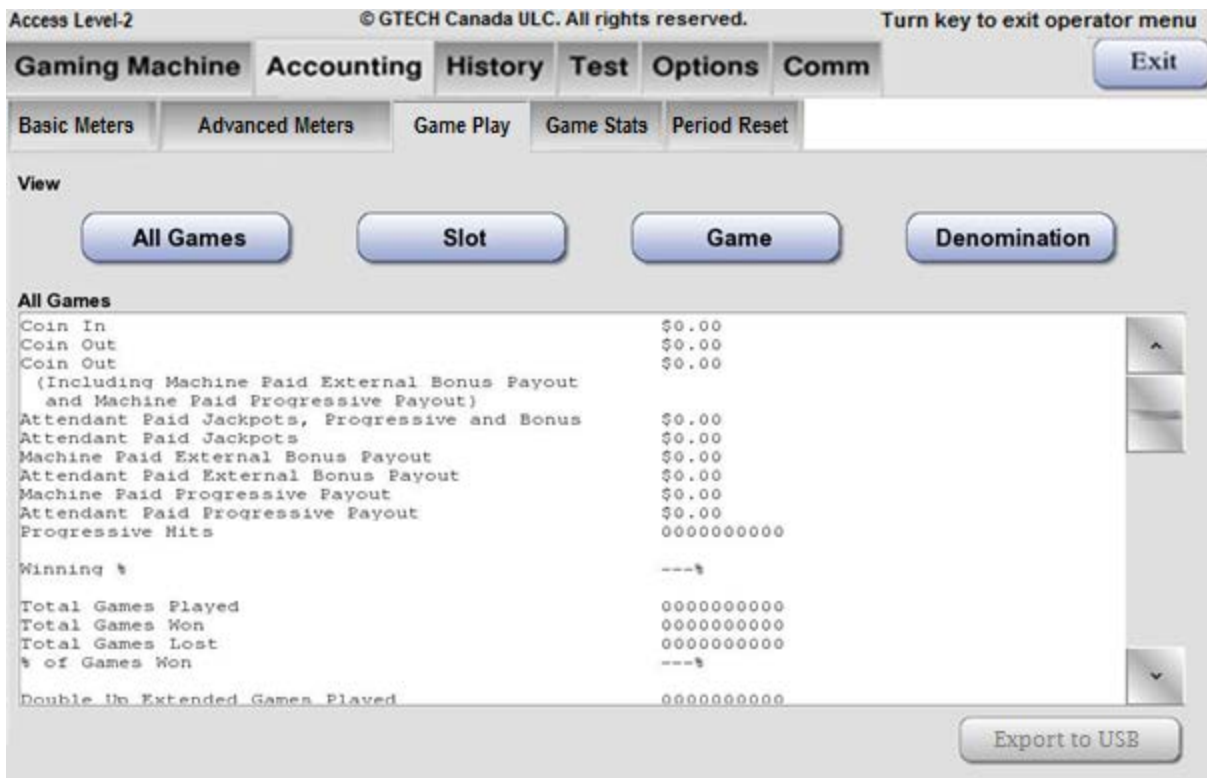 Access Level-2 © GTECH Canada ULC. All rights reserved. Turn key to exit operator menu
Gaming Machine Accounting History Test Options Comm Exit
Basic Meters Advanced Meters Game Play Game Stats Period Reset
View
All Games Slot Game Denomination
All Games
Coin In $0.00
Coin Out $0.00
Coin Out $0.00
(Including Machine Paid External Bonus Payout
and Machine Paid Progressive Payout)
Attendant Paid Jackpots, Progressive and Bonus $0.00
Attendant Paid Jackpots $0.00
Machine Paid External Bonus Payout $0.00
Attendant Paid External Bonus Payout $0.00
Machine Paid Progressive Payout $0.00
Attendant Paid Progressive Payout $0.00
Progressive Hits 0000000000
Winning % ---%
Total Games Played 0000000000
Total Games Won 0000000000
Total Games Lost 0000000000
% of Games Won ---%
Double Up Extended Games Played 0000000000
Export to USB